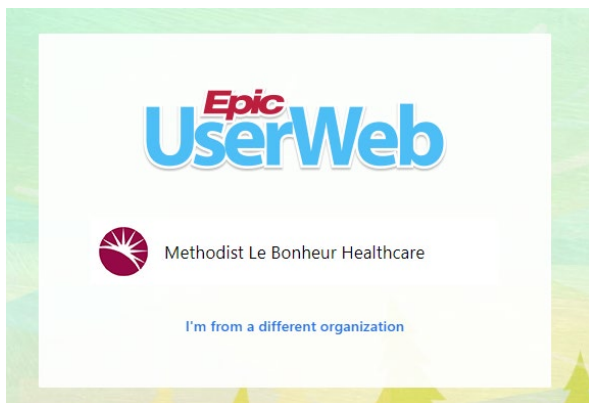 Epic
UserWeb
Methodist Le Bonheur Healthcare
I'm from a different organization